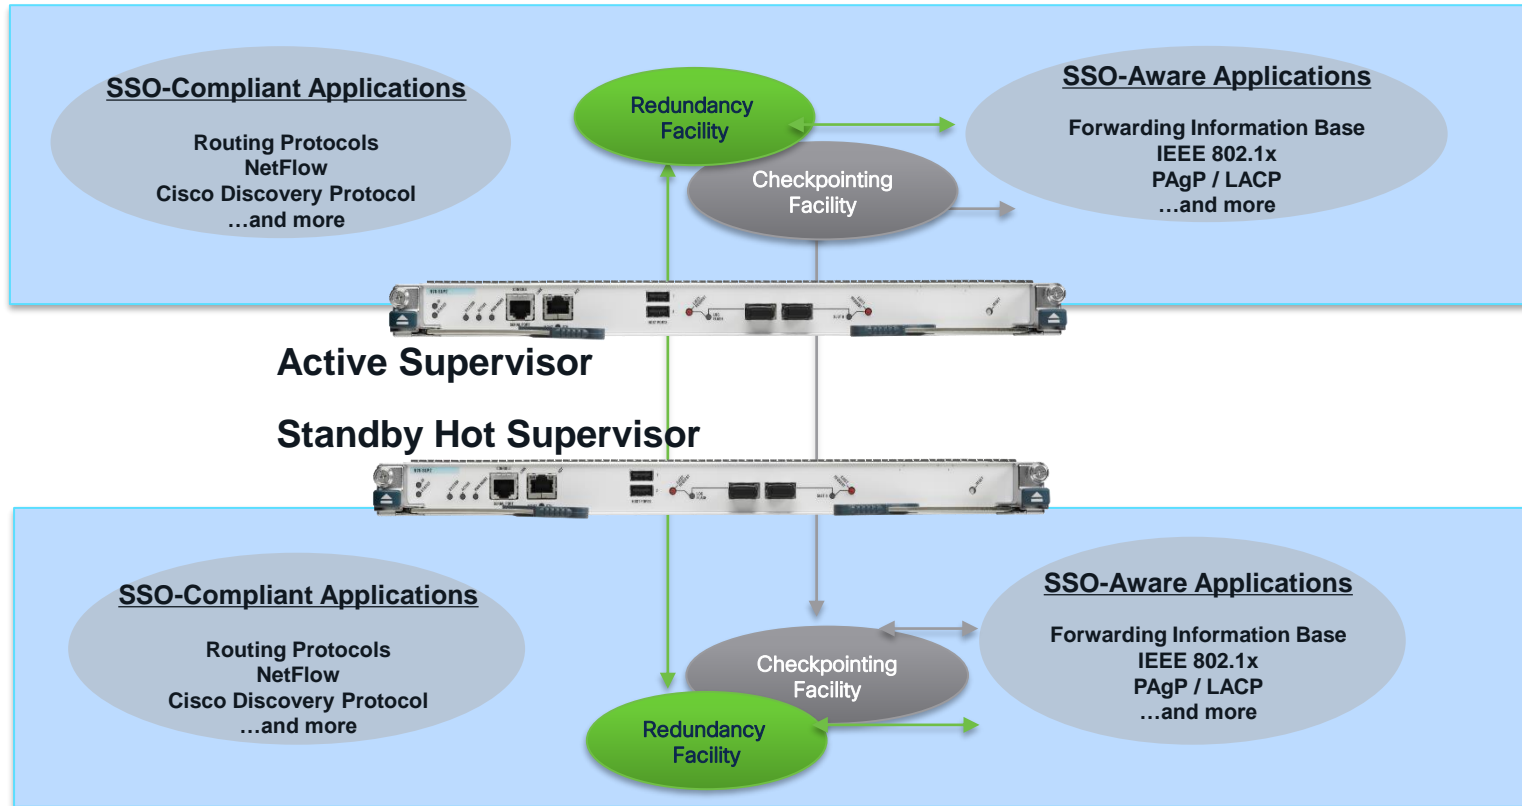 SSO-Compliant Applications
Routing Protocols
NetFlow
Cisco Discovery Protocol
…and more
Redundancy
Facility
Checkpointing
Facility
SSO-Aware Applications
Forwarding Information Base
IEEE 802.1x
PAgP / LACP
…and more
CONSOLE
Active Supervisor
Standby Hot Supervisor
CONSOLE
SSO-Compliant Applications
Routing Protocols
NetFlow
Cisco Discovery Protocol
…and more
Checkpointing
Facility
Redundancy
Facility
SSO-Aware Applications
Forwarding Information Base
IEEE 802.1x
PAgP / LACP
…and more